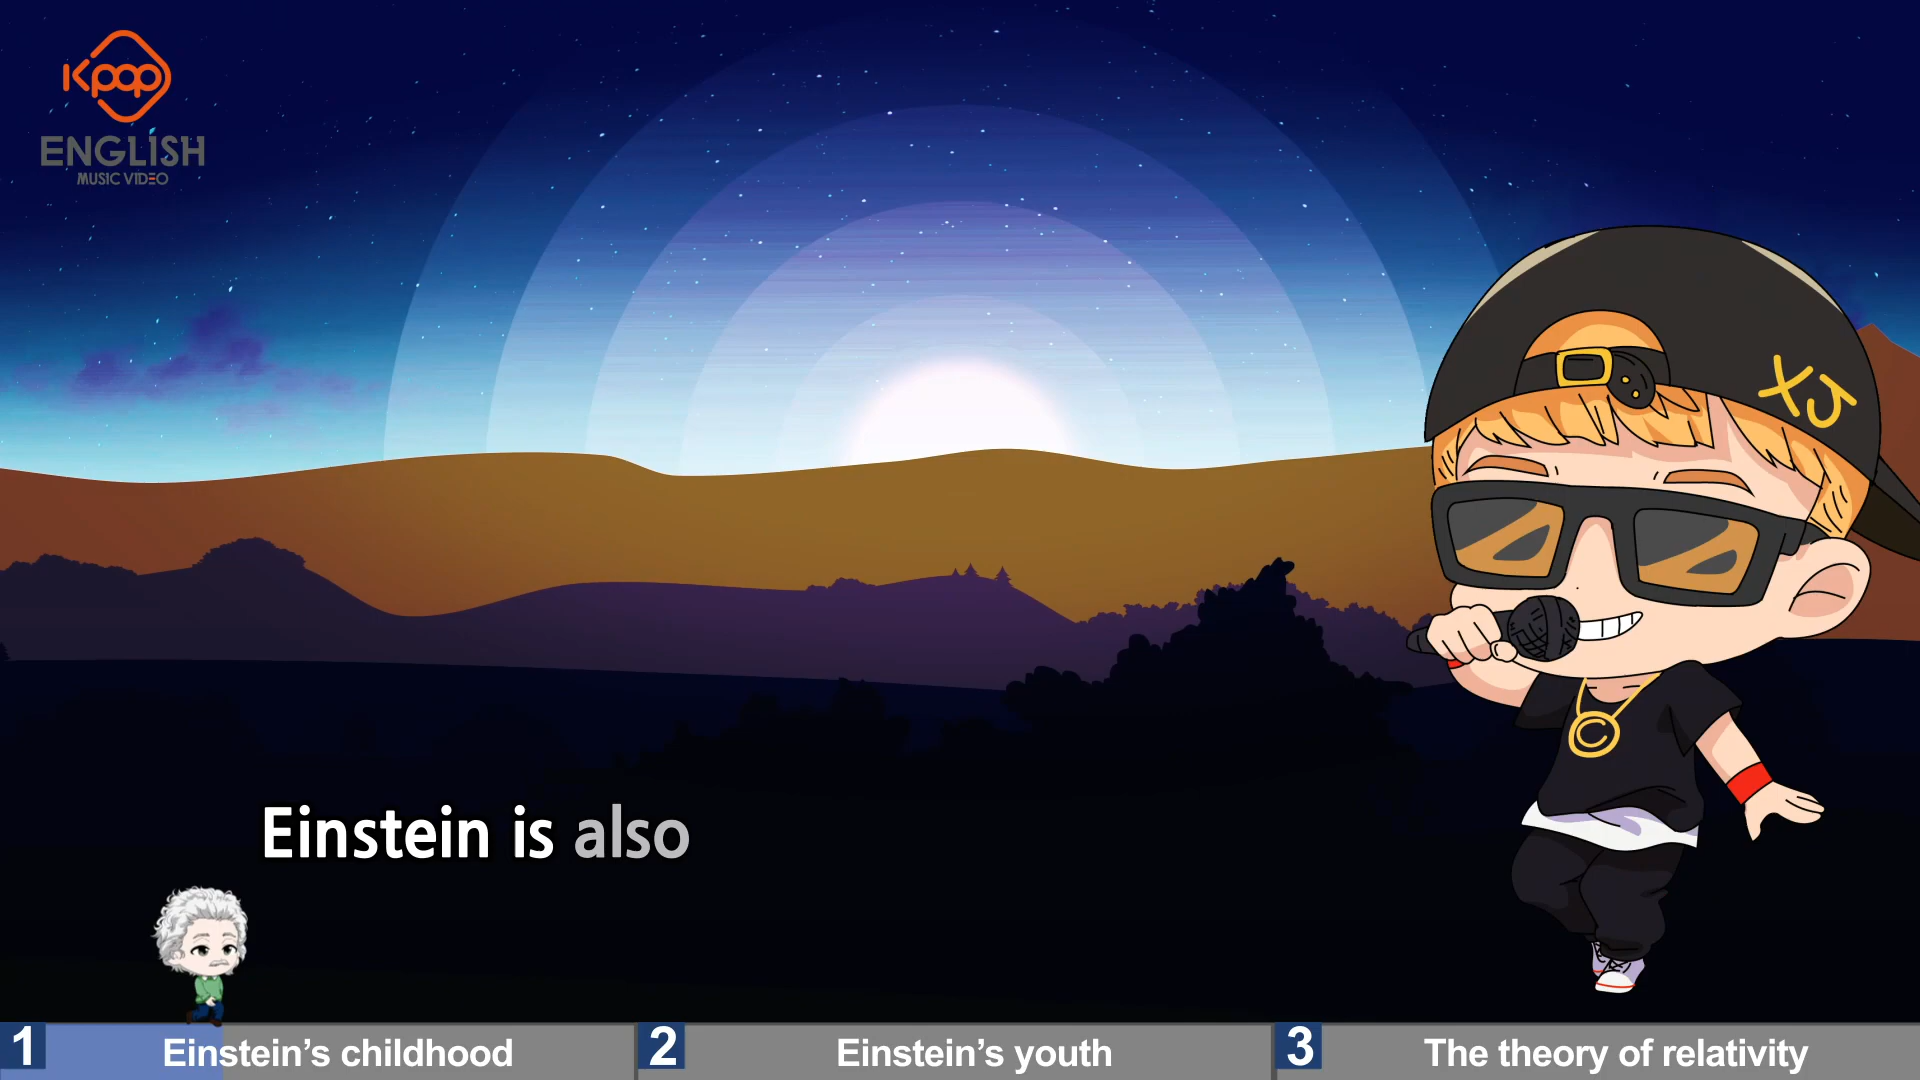 Kpop
ENGLISH
MUSIC VIDEO
XJ
Einstein is also
1 Einstein's childhood
2 Einstein's youth
3 The theory of relativity